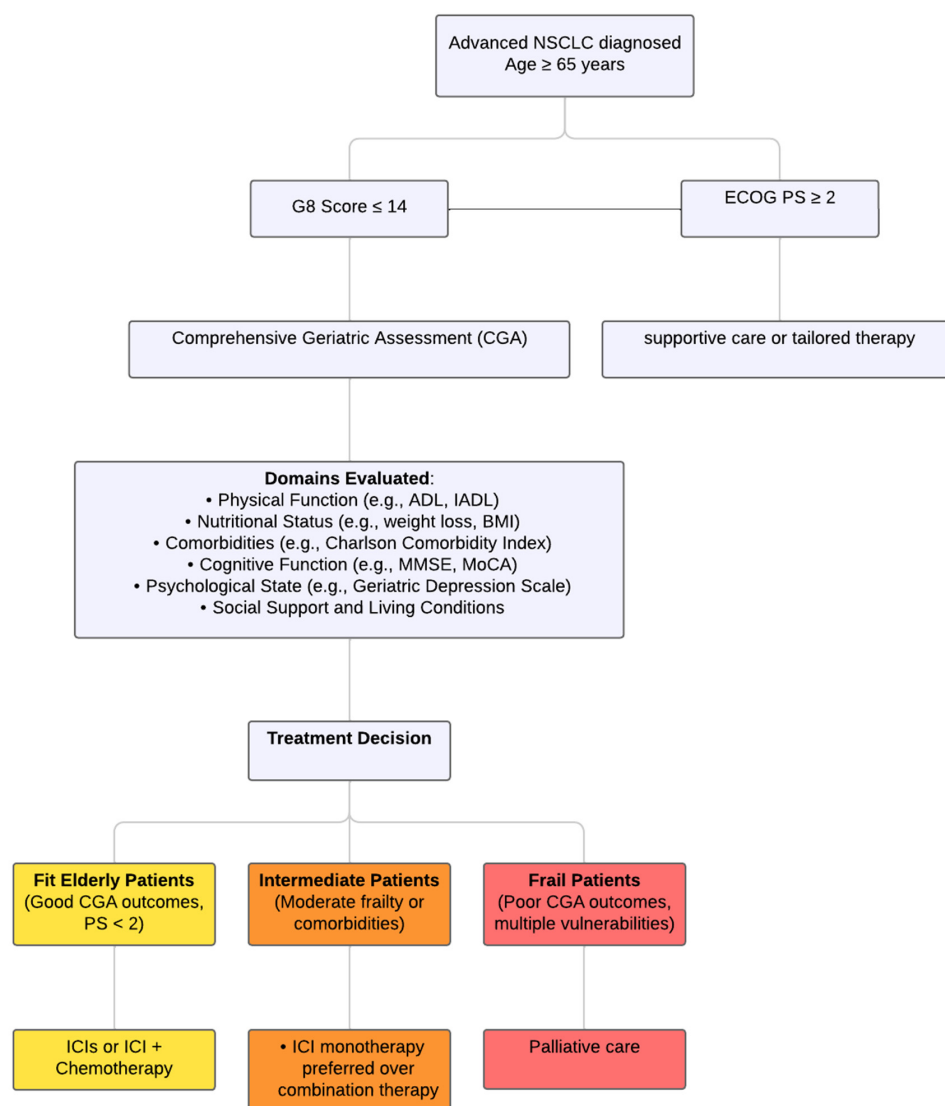 Advanced NSCLC diagnosed
Age ≥ 65 years
G8 Score ≤ 14
ECOG PS ≥ 2
Comprehensive Geriatric Assessment (CGA)
supportive care or tailored therapy
Domains Evaluated:
• Physical Function (e.g., ADL, IADL)
• Nutritional Status (e.g., weight loss, BMI)
• Comorbidities (e.g., Charlson Comorbidity Index)
• Cognitive Function (e.g., MMSE, MoCA)
• Psychological State (e.g., Geriatric Depression Scale)
• Social Support and Living Conditions
Treatment Decision
Fit Elderly Patients
(Good CGA outcomes,
PS < 2)
Intermediate Patients
(Moderate frailty or
comorbidities)
Frail Patients
(Poor CGA outcomes,
multiple vulnerabilities)
ICIs or ICI +
Chemotherapy
• ICI monotherapy
preferred over
combination therapy
Palliative care